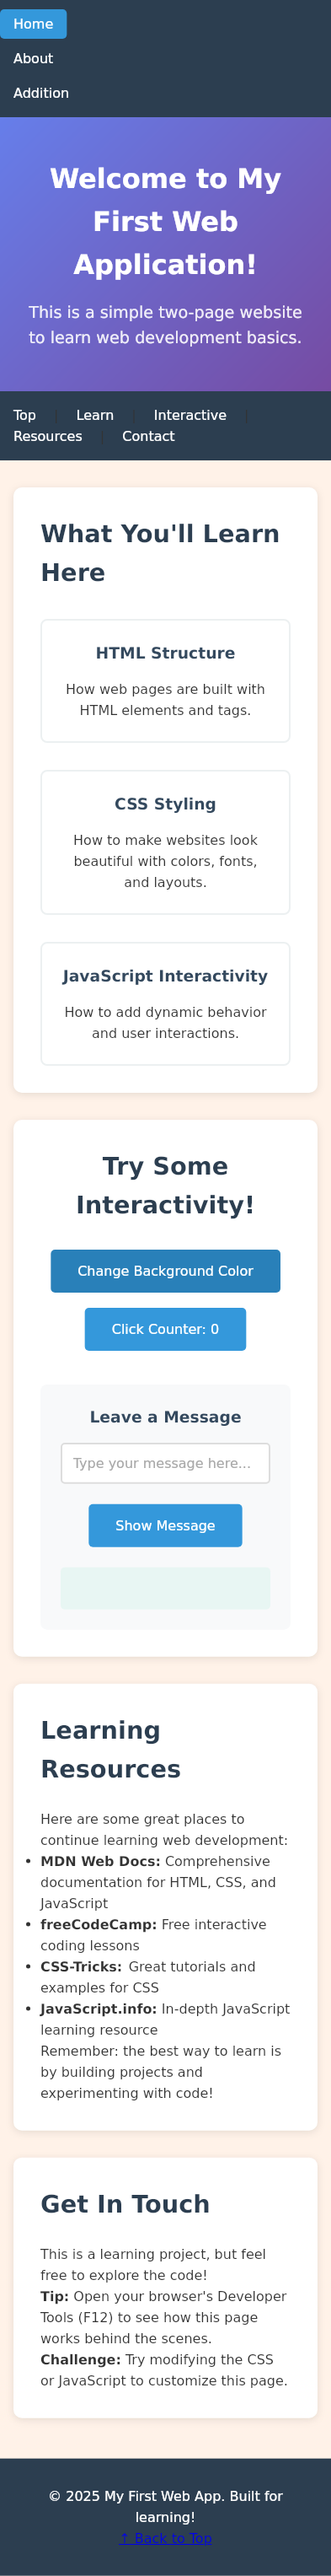 Home
About
Addition
Welcome to My
First Web
Application!
This is a simple two-page website
to learn web development basics.
Top | Learn | Interactive |
Resources | Contact
What You'll Learn
Here
HTML Structure
How web pages are built with
HTML elements and tags.
CSS Styling
How to make websites look
beautiful with colors, fonts,
and layouts.
JavaScript Interactivity
How to add dynamic behavior
and user interactions.
Try Some
Interactivity!
Change Background Color
Click Counter: 0
Leave a Message
Type your message here...
Show Message
Learning
Resources
Here are some great places to
continue learning web development:
• MDN Web Docs: Comprehensive
documentation for HTML, CSS, and
JavaScript
• freeCodeCamp: Free interactive
coding lessons
• CSS-Tricks: Great tutorials and
examples for CSS
• JavaScript.info: In-depth JavaScript
learning resource
Remember: the best way to learn is
by building projects and
experimenting with code!
Get In Touch
This is a learning project, but feel
free to explore the code!
Tip: Open your browser's Developer
Tools (F12) to see how this page
works behind the scenes.
Challenge: Try modifying the CSS
or JavaScript to customize this page.
© 2025 My First Web App. Built for
learning!
↑ Back to Top